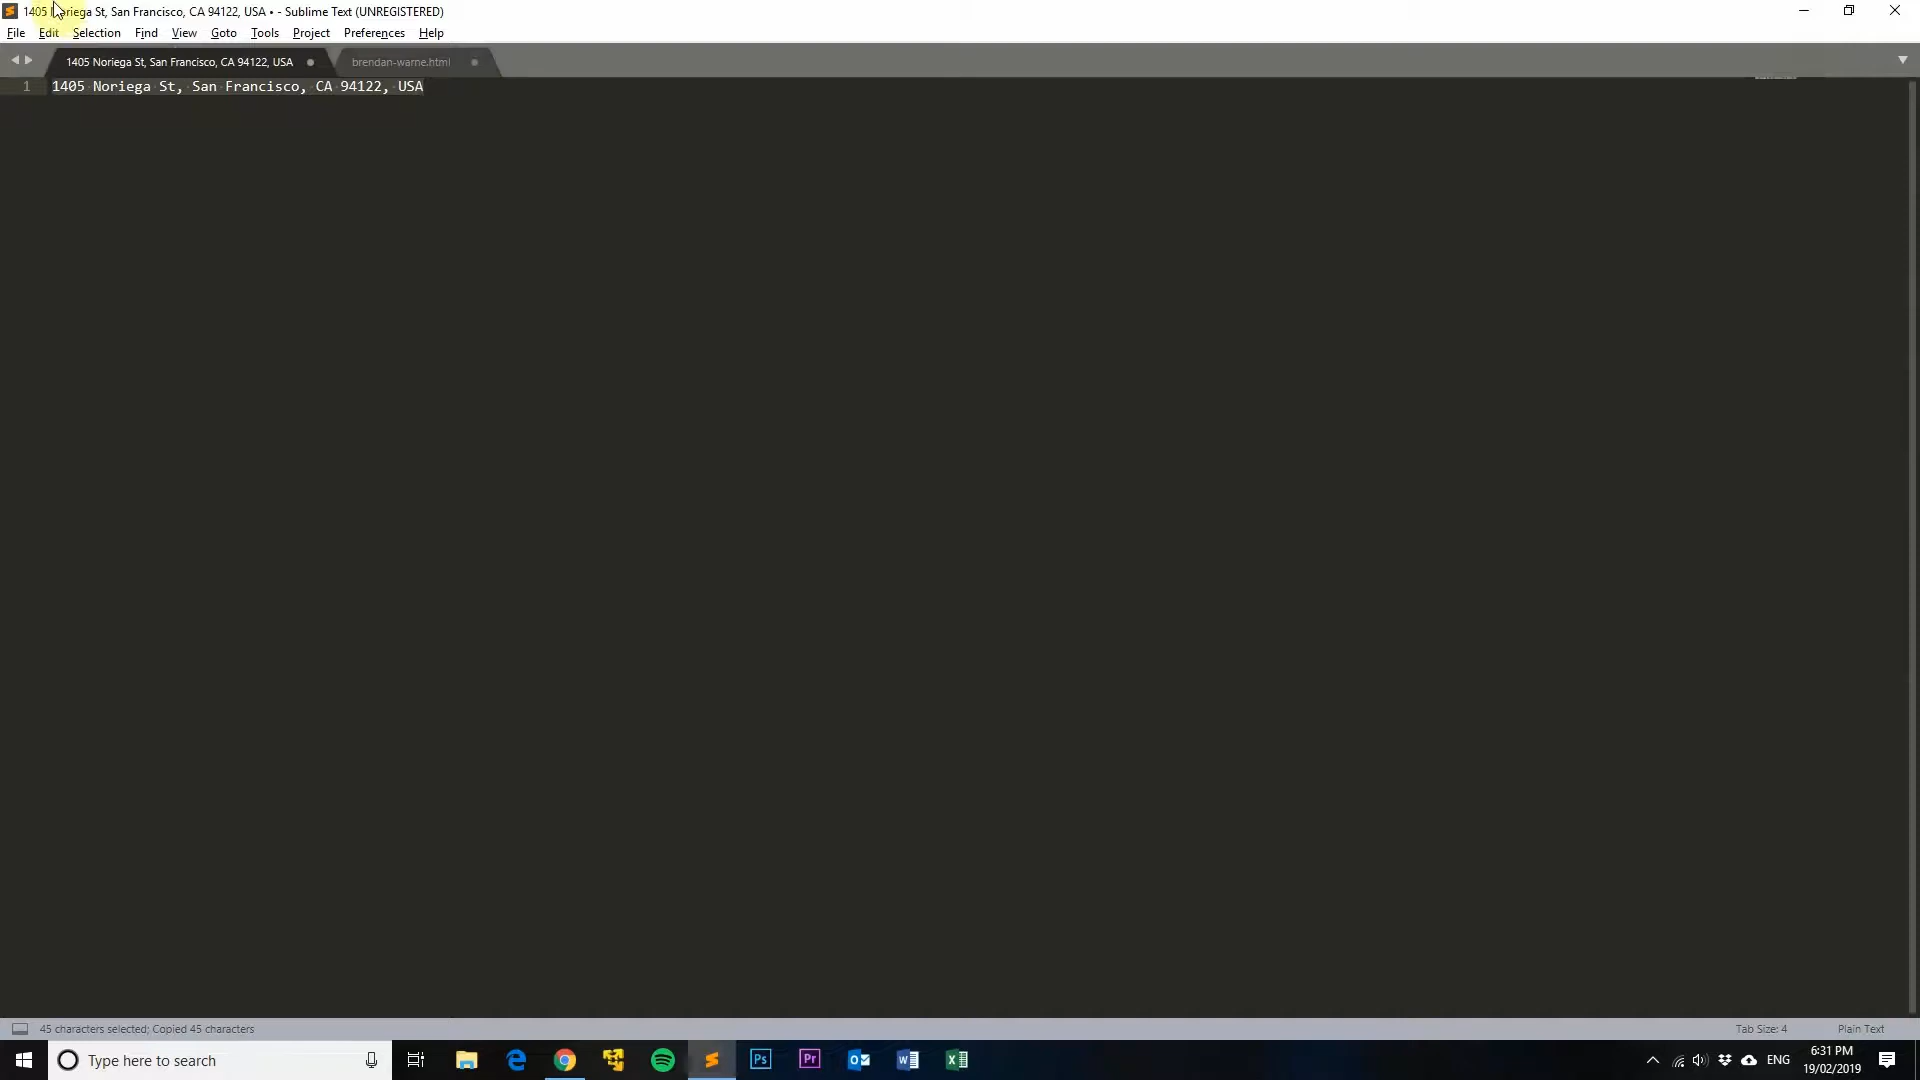 1405 Noriega St, San Francisco, CA 94122, USA • - Sublime Text (UNREGISTERED)
File Edit Selection Find View Goto Tools Project Preferences Help
1405 Noriega St, San Francisco, CA 94122, USA
brendan-warne.html
1 1405 Noriega St, San Francisco, CA 94122, USA
45 characters selected; Copied 45 characters
Tab Size: 4
Plain Text
Type here to search
Ps
Pr
ENG
6:31 PM
19/02/2019